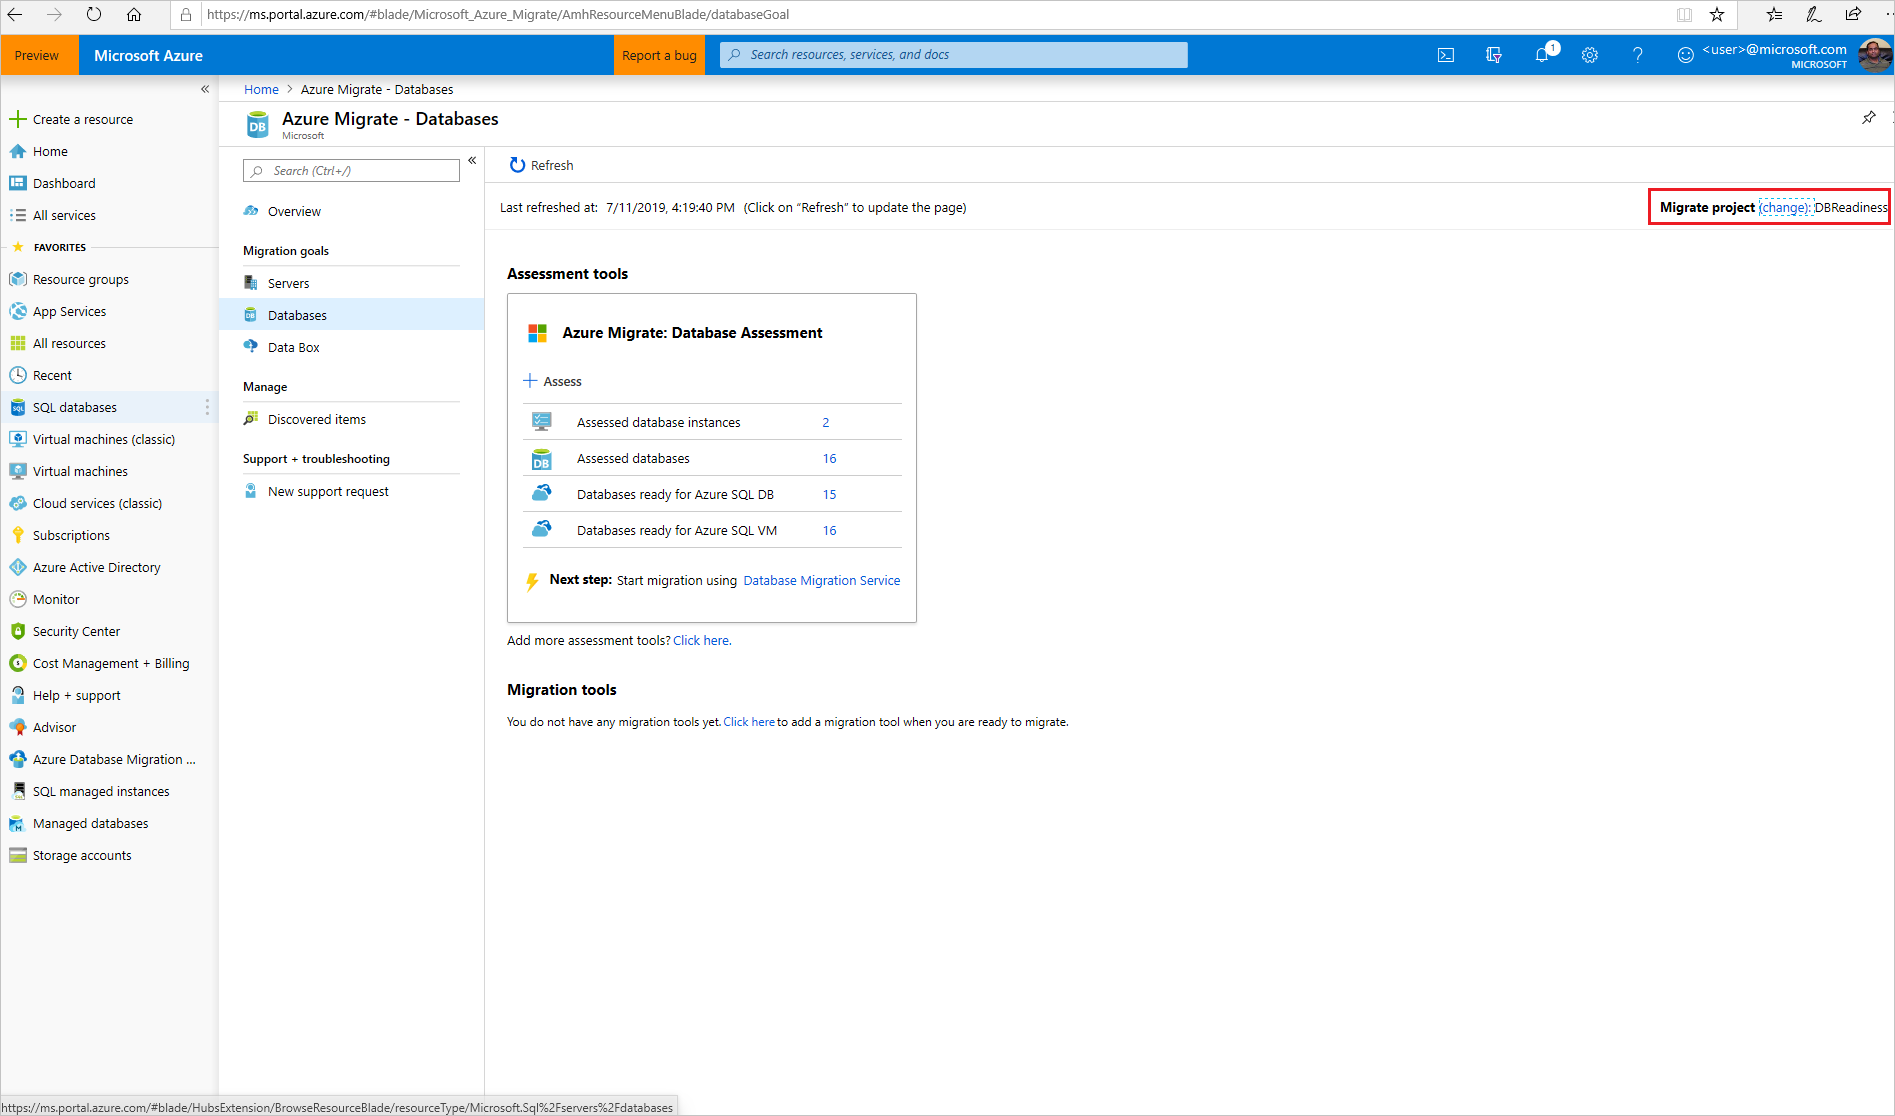 https://ms.portal.azure.com/#blade/Microsoft_Azure_Migrate/AmhResourceMenuBlade/databaseGoal
Preview
Microsoft Azure
Report a bug
Search resources, services, and docs
1
<user>@microsoft.com
MICROSOFT
Create a resource
Home
Dashboard
All services
FAVORITES
Resource groups
App Services
All resources
Recent
SQL databases
Virtual machines (classic)
Virtual machines
Cloud services (classic)
Subscriptions
Azure Active Directory
Monitor
Security Center
Cost Management + Billing
Help + support
Advisor
Azure Database Migration ...
SQL managed instances
Managed databases
Storage accounts
Home > Azure Migrate - Databases
Azure Migrate - Databases
Microsoft
Search (Ctrl+/)
Overview
Migration goals
Servers
Databases
Data Box
Manage
Discovered items
Support + troubleshooting
New support request
Refresh
Last refreshed at: 7/11/2019, 4:19:40 PM (Click on “Refresh” to update the page)
Migrate project (change): DBReadiness
Assessment tools
Azure Migrate: Database Assessment
Assess
Assessed database instances 2
Assessed databases 16
Databases ready for Azure SQL DB 15
Databases ready for Azure SQL VM 16
Next step: Start migration using Database Migration Service
Add more assessment tools? Click here.
Migration tools
You do not have any migration tools yet. Click here to add a migration tool when you are ready to migrate.
https://ms.portal.azure.com/#blade/HubsExtension/BrowseResourceBlade/resourceType/Microsoft.Sql%2Fservers%2Fdatabases